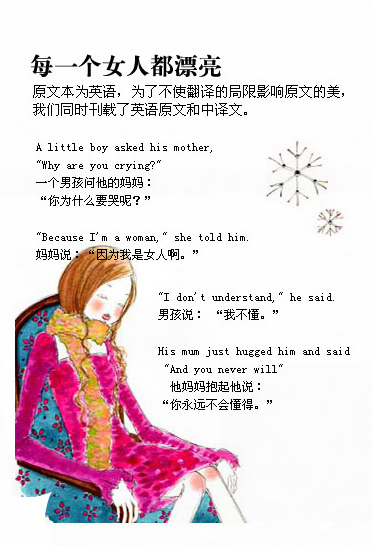 每一个女人都漂亮
原文本为英语，为了不使翻译的局限影响原文的美，
我们同时刊载了英语原文和中译文。
A little boy asked his mother,
"Why are you crying?"
一个男孩问他的妈妈：
“你为什么要哭呢？”
"Because I'm a woman," she told him.
妈妈说：“因为我是女人啊。”
"I don't understand," he said.
男孩说： “我不懂。”
His mum just hugged him and said
"And you never will"
他妈妈抱起他说：
“你永远不会懂得。”